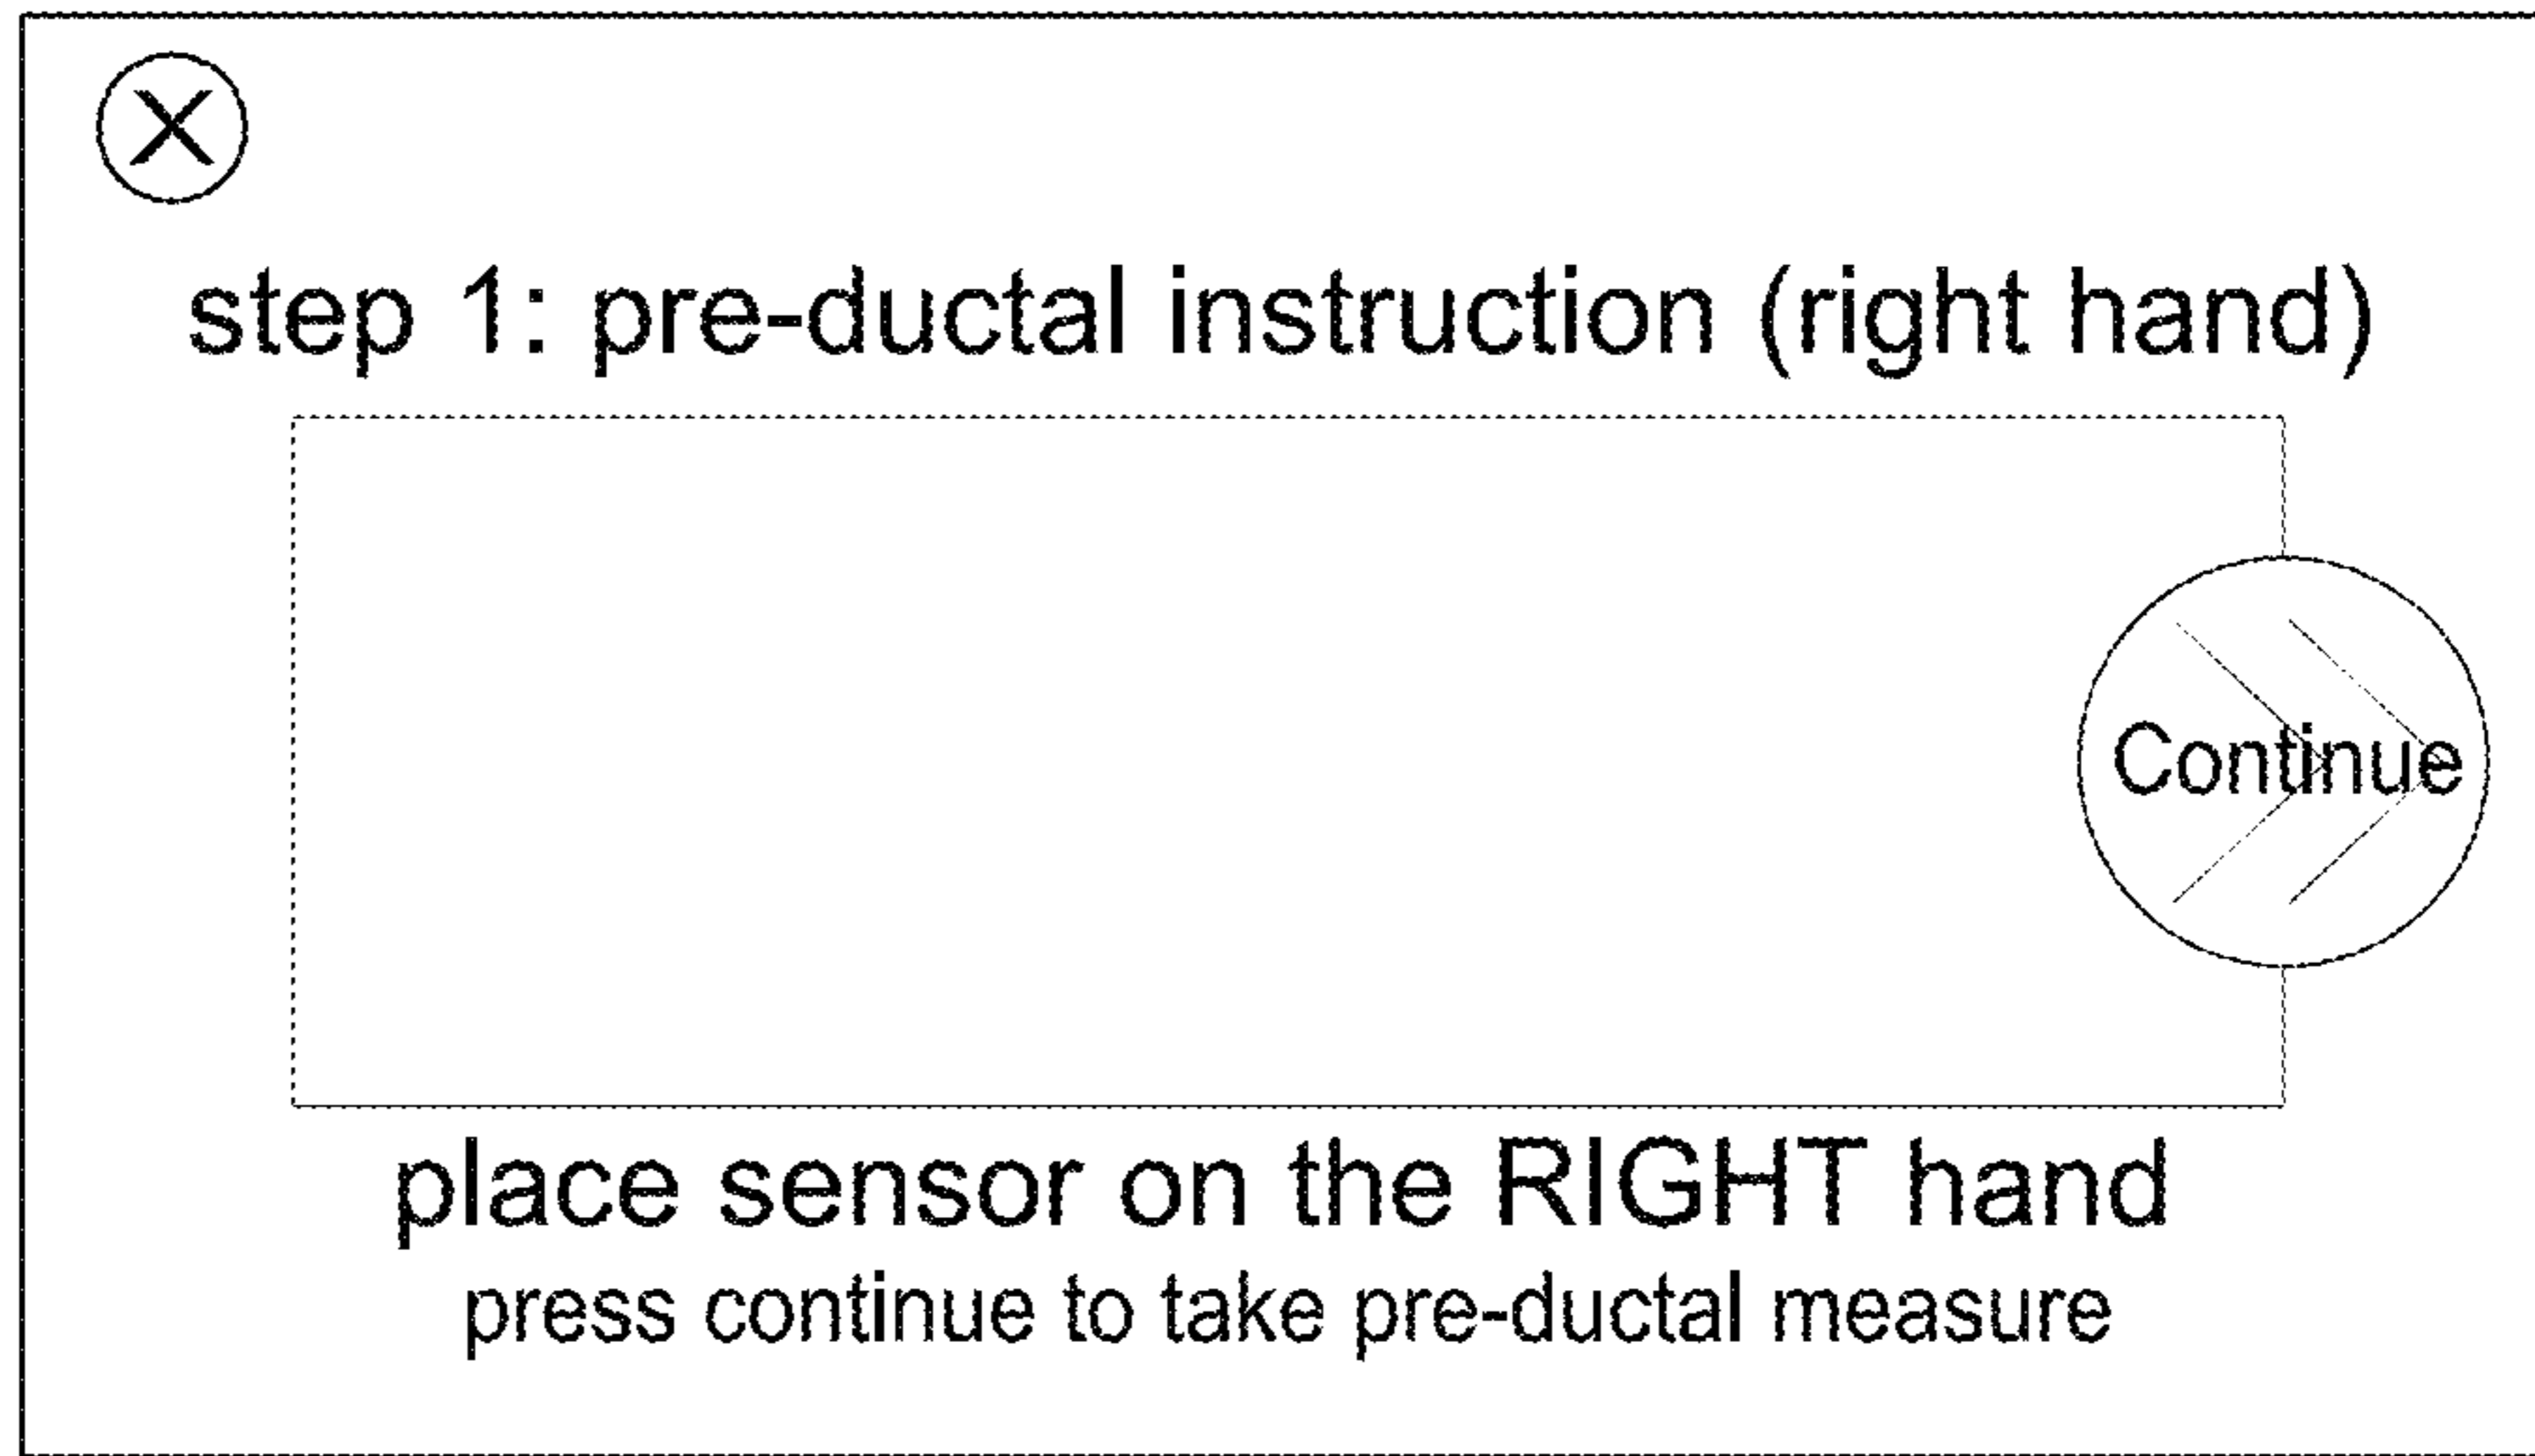 step 1: pre-ductal instruction (right hand)
Continue
place sensor on the RIGHT hand
press continue to take pre-ductal measure